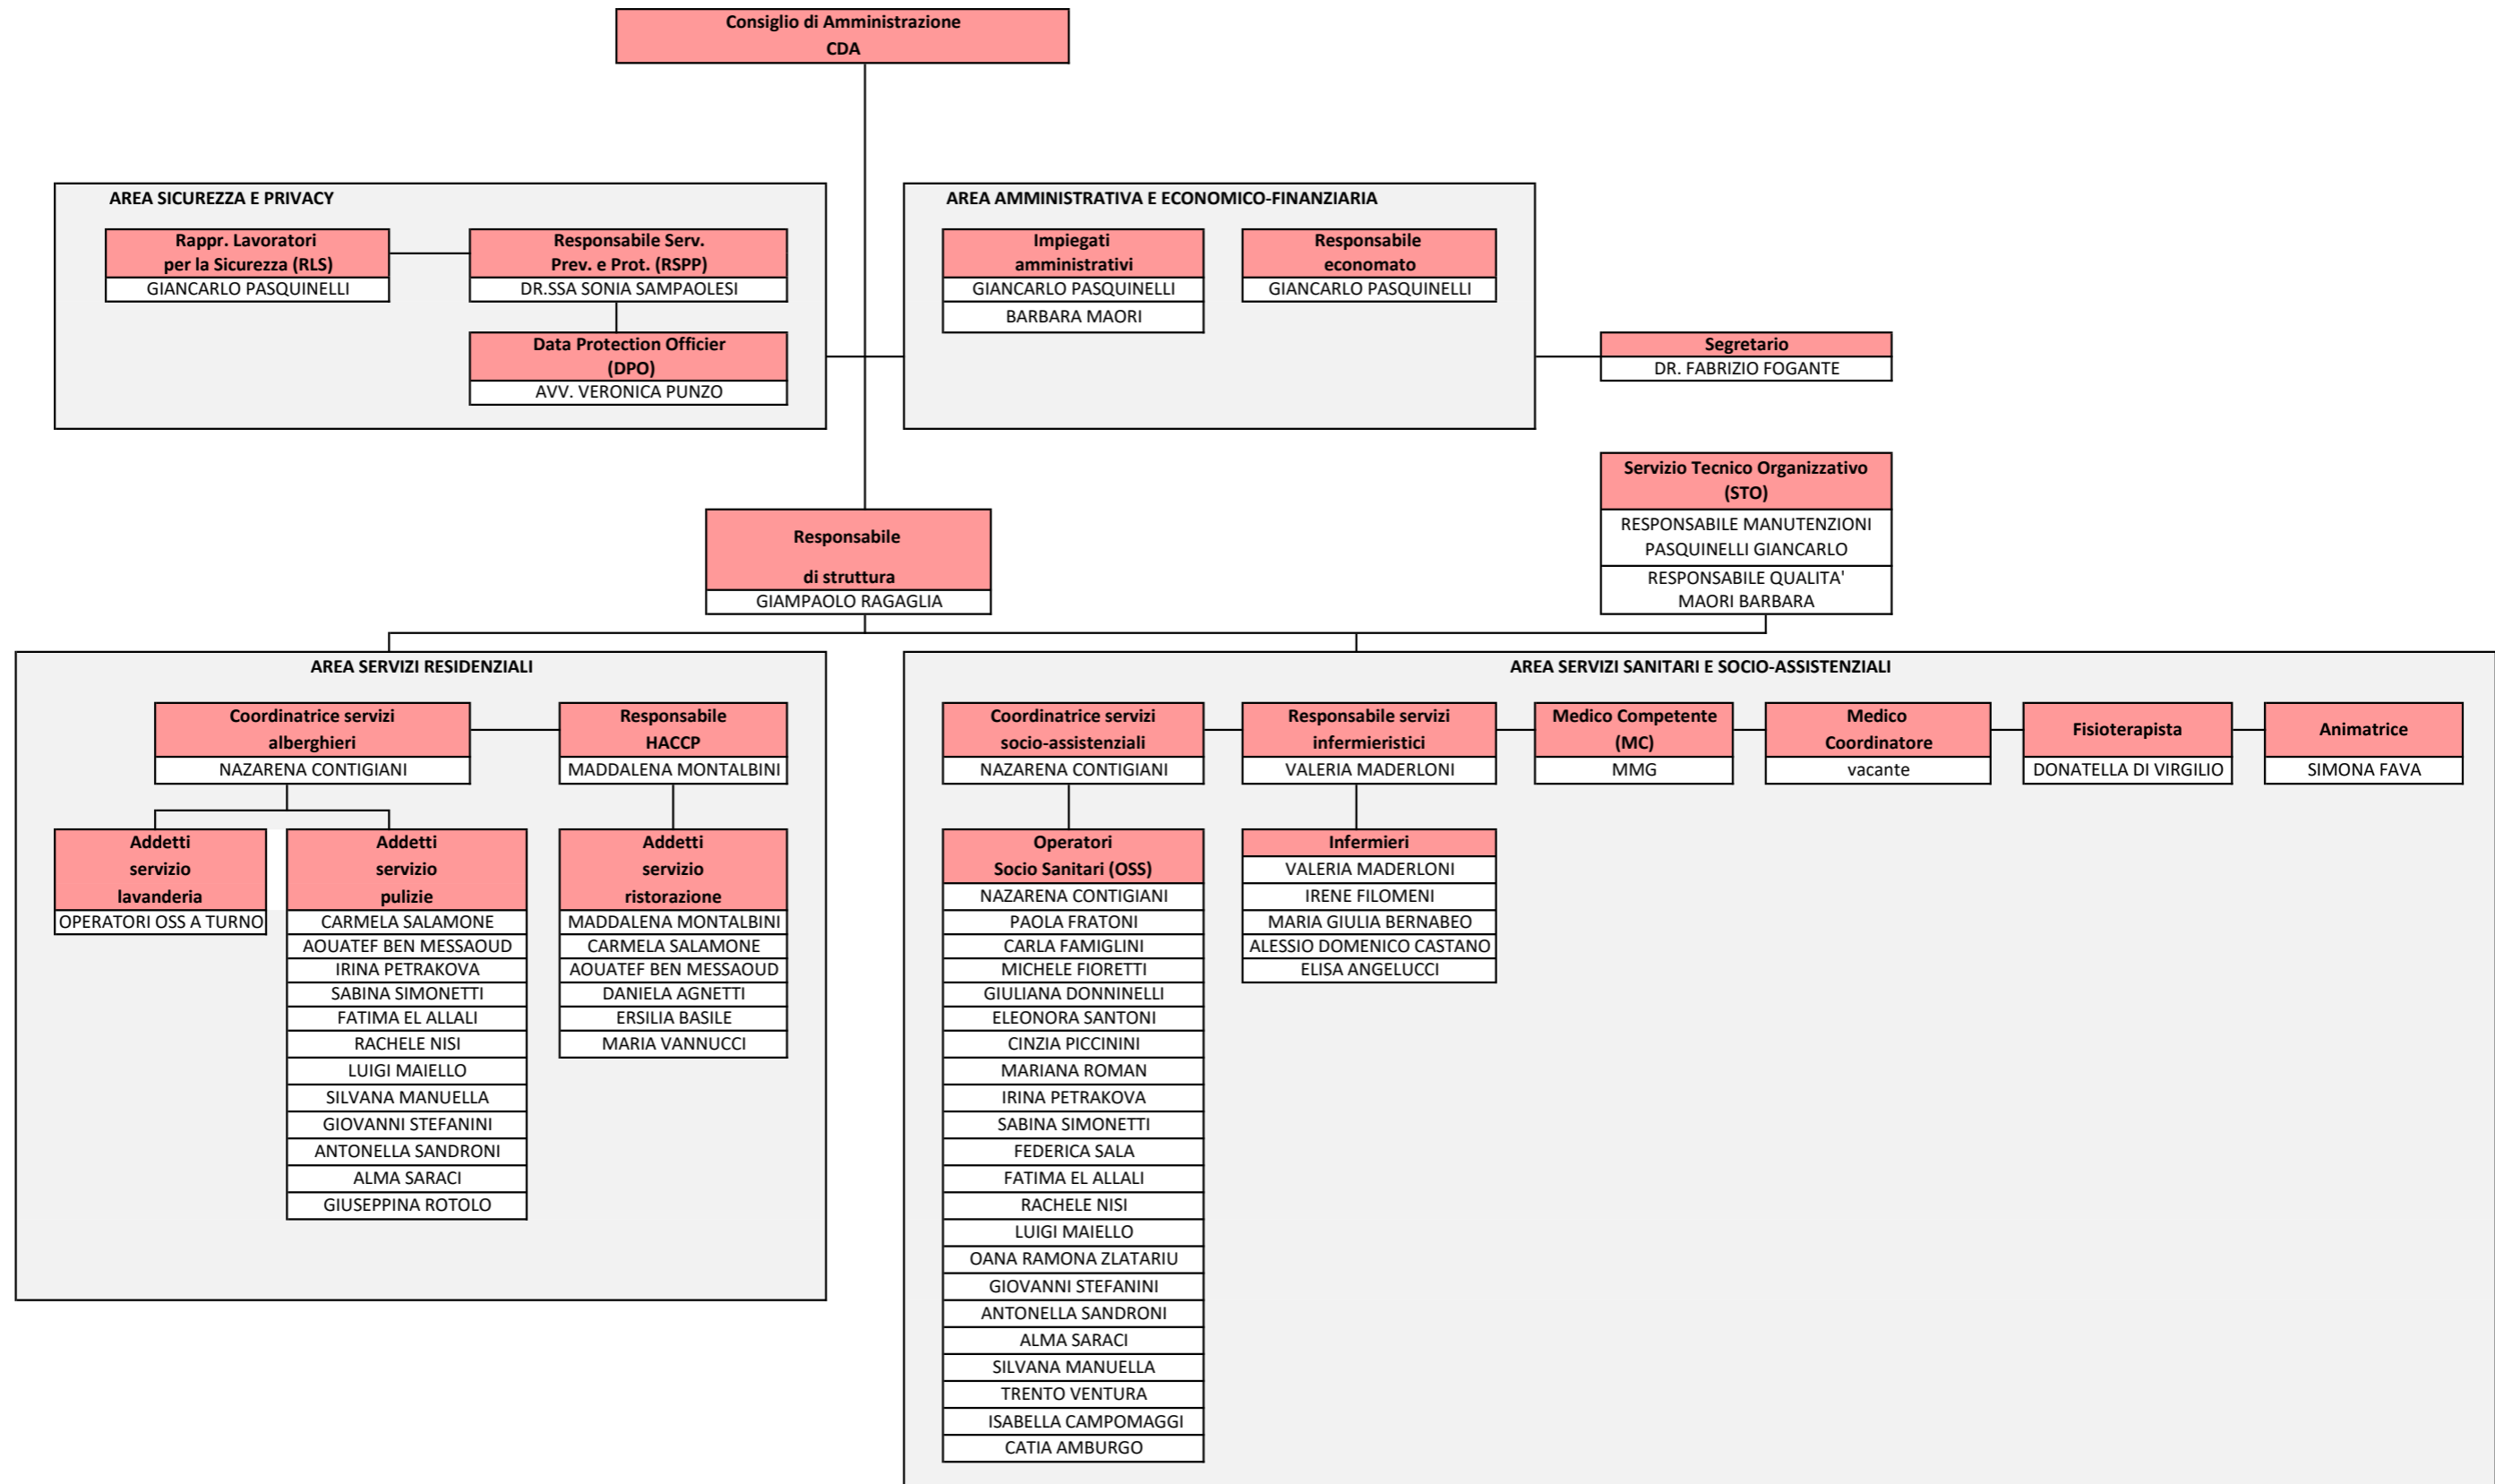 Consiglio di Amministrazione
CDA
AREA SICUREZZA E PRIVACY
Rappr. Lavoratori
per la Sicurezza (RLS)
GIANCARLO PASQUINELLI
Responsabile Serv.
Prev. e Prot. (RSPP)
DR.SSA SONIA SAMPAOLESI
Data Protection Officier
(DPO)
AVV. VERONICA PUNZO
AREA AMMINISTRATIVA E ECONOMICO-FINANZIARIA
Impiegati
amministrativi
GIANCARLO PASQUINELLI
BARBARA MAORI
Responsabile
economato
GIANCARLO PASQUINELLI
Segretario
DR. FABRIZIO FOGANTE
Servizio Tecnico Organizzativo
(STO)
RESPONSABILE MANUTENZIONI
PASQUINELLI GIANCARLO
RESPONSABILE QUALITA'
MAORI BARBARA
Responsabile
di struttura
GIAMPAOLO RAGAGLIA
AREA SERVIZI RESIDENZIALI
Coordinatrice servizi
alberghieri
NAZARENA CONTIGIANI
Responsabile
HACCP
MADDALENA MONTALBINI
Addetti
servizio
lavanderia
OPERATORI OSS A TURNO
Addetti
servizio
pulizie
CARMELA SALAMONE
AOUATEF BEN MESSAOUD
IRINA PETRAKOVA
SABINA SIMONETTI
FATIMA EL ALLALI
RACHELE NISI
LUIGI MAIELLO
SILVANA MANUELLA
GIOVANNI STEFANINI
ANTONELLA SANDRONI
ALMA SARACI
GIUSEPPINA ROTOLO
Addetti
servizio
ristorazione
MADDALENA MONTALBINI
CARMELA SALAMONE
AOUATEF BEN MESSAOUD
DANIELA AGNETTI
ERSILIA BASILE
MARIA VANNUCCI
AREA SERVIZI SANITARI E SOCIO-ASSISTENZIALI
Coordinatrice servizi
socio-assistenziali
NAZARENA CONTIGIANI
Responsabile servizi
infermieristici
VALERIA MADERLONI
Medico Competente
(MC)
MMG
Medico
Coordinatore
vacante
Fisioterapista
DONATELLA DI VIRGILIO
Animatrice
SIMONA FAVA
Operatori
Socio Sanitari (OSS)
NAZARENA CONTIGIANI
PAOLA FRATONI
CARLA FAMIGLINI
MICHELE FIORETTI
GIULIANA DONNINELLI
ELEONORA SANTONI
CINZIA PICCININI
MARIANA ROMAN
IRINA PETRAKOVA
SABINA SIMONETTI
FEDERICA SALA
FATIMA EL ALLALI
RACHELE NISI
LUIGI MAIELLO
OANA RAMONA ZLATARIU
GIOVANNI STEFANINI
ANTONELLA SANDRONI
ALMA SARACI
SILVANA MANUELLA
TRENTO VENTURA
ISABELLA CAMPOMAGGI
CATIA AMBURGO
Infermieri
VALERIA MADERLONI
IRENE FILOMENI
MARIA GIULIA BERNABEO
ALESSIO DOMENICO CASTANO
ELISA ANGELUCCI